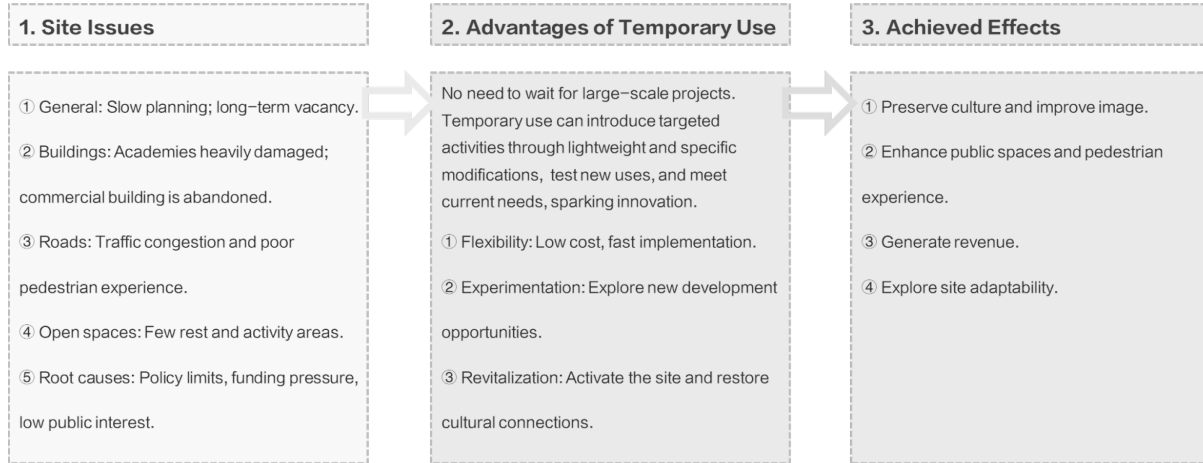 1. Site Issues
① General: Slow planning; long-term vacancy.
② Buildings: Academies heavily damaged;
commercial building is abandoned.
③ Roads: Traffic congestion and poor
pedestrian experience.
④ Open spaces: Few rest and activity areas.
⑤ Root causes: Policy limits, funding pressure,
low public interest.
2. Advantages of Temporary Use
No need to wait for large-scale projects.
Temporary use can introduce targeted
activities through lightweight and specific
modifications, test new uses, and meet
current needs, sparking innovation.
① Flexibility: Low cost, fast implementation.
② Experimentation: Explore new development
opportunities.
③ Revitalization: Activate the site and restore
cultural connections.
3. Achieved Effects
① Preserve culture and improve image.
② Enhance public spaces and pedestrian
experience.
③ Generate revenue.
④ Explore site adaptability.